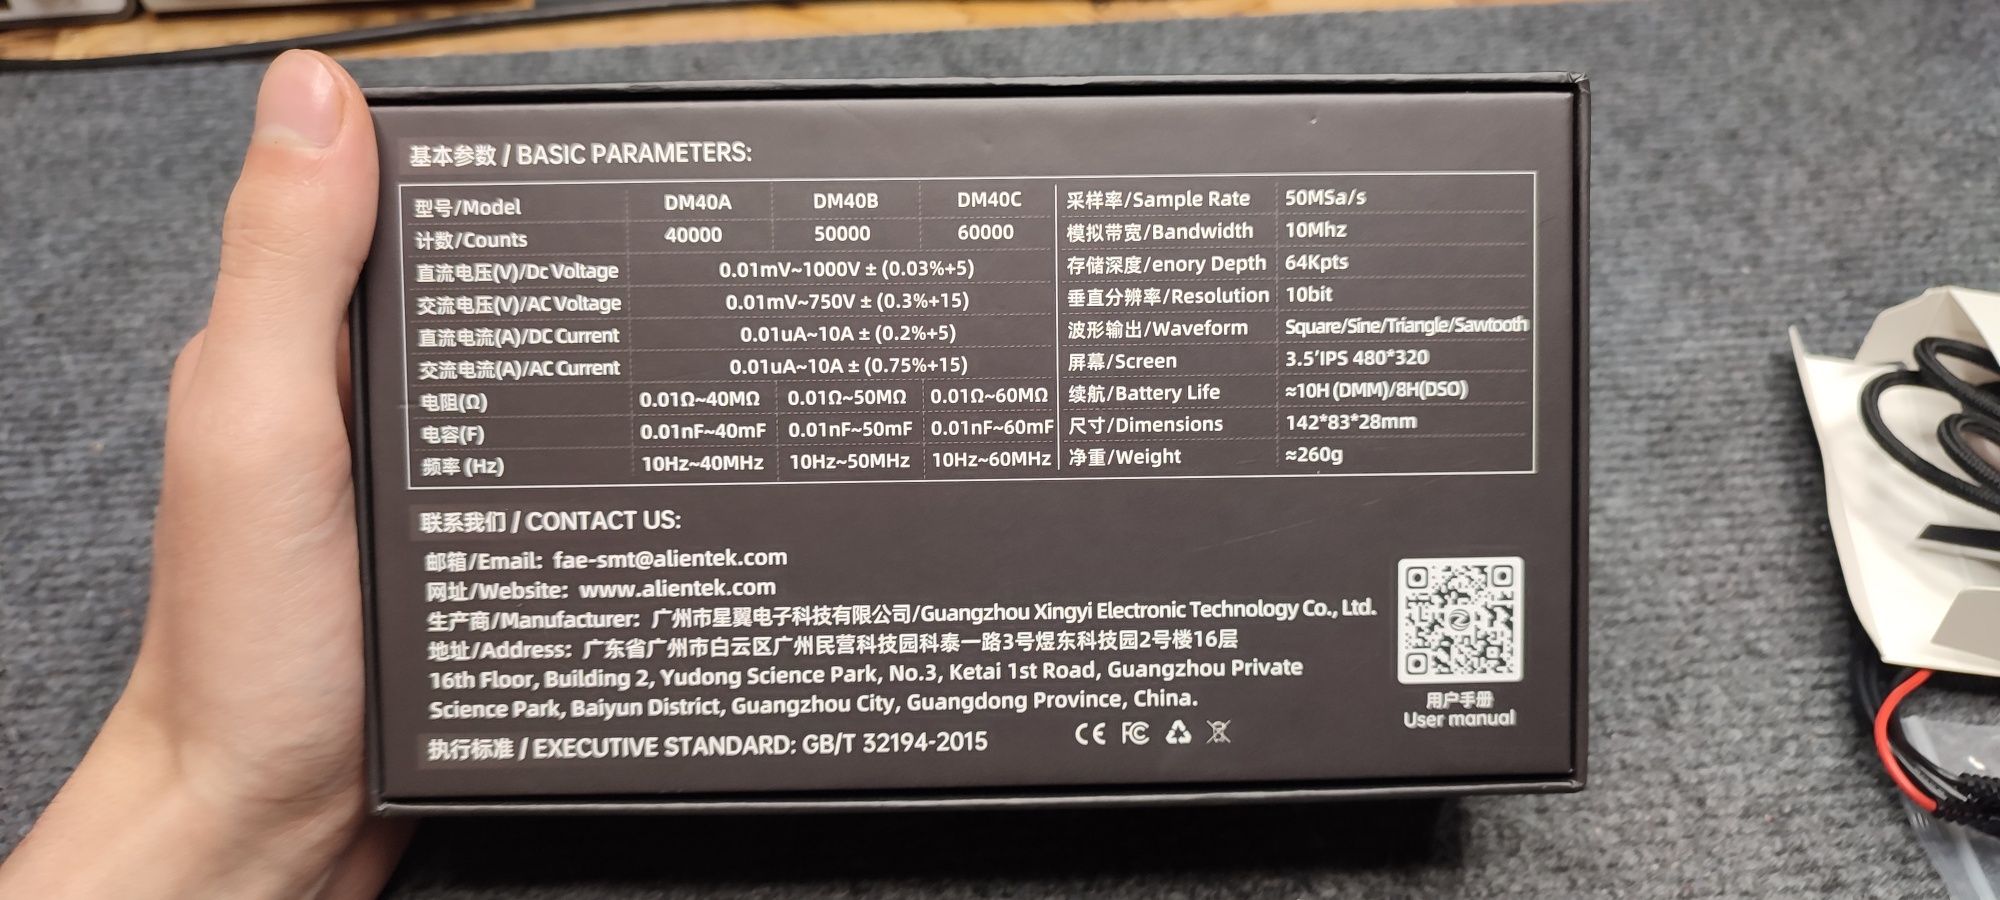 基本参数 / BASIC PARAMETERS:
型号/Model DM40A DM40B DM40C 采样率/Sample Rate 50MSa/s
计数/Counts 40000 50000 60000 模拟带宽/Bandwidth 10Mhz
直流电压(V)/Dc Voltage 0.01mV~1000V ± (0.03%+5) 存储深度/enory Depth 64Kpts
交流电压(V)/AC Voltage 0.01mV~750V ± (0.3%+15) 垂直分辨率/Resolution 10bit
直流电流(A)/DC Current 0.01uA~10A ± (0.2%+5) 波形输出/Waveform Square/Sine/Triangle/Sawtooth
交流电流(A)/AC Current 0.01uA~10A ± (0.75%+15) 屏幕/Screen 3.5'IPS 480*320
电阻(Ω) 0.01Ω~40MΩ 0.01Ω~50MΩ 0.01Ω~60MΩ 续航/Battery Life ≈10H (DMM)/8H(DSO)
电容(F) 0.01nF~40mF 0.01nF~50mF 0.01nF~60mF 尺寸/Dimensions 142*83*28mm
频率 (Hz) 10Hz~40MHz 10Hz~50MHz 10Hz~60MHz 净重/Weight ≈260g
联系我们 / CONTACT US:
邮箱/Email: fae-smt@alientek.com
网址/Website: www.alientek.com
生产商/Manufacturer: 广州市星翼电子科技有限公司/Guangzhou Xingyi Electronic Technology Co., Ltd.
地址/Address: 广东省广州市白云区广州民营科技园科泰一路3号煜东科技园2号楼16层
16th Floor, Building 2, Yudong Science Park, No.3, Ketai 1st Road, Guangzhou Private
Science Park, Baiyun District, Guangzhou City, Guangdong Province, China.
执行标准 / EXECUTIVE STANDARD: GB/T 32194-2015
CE FC
用户手册
User manual